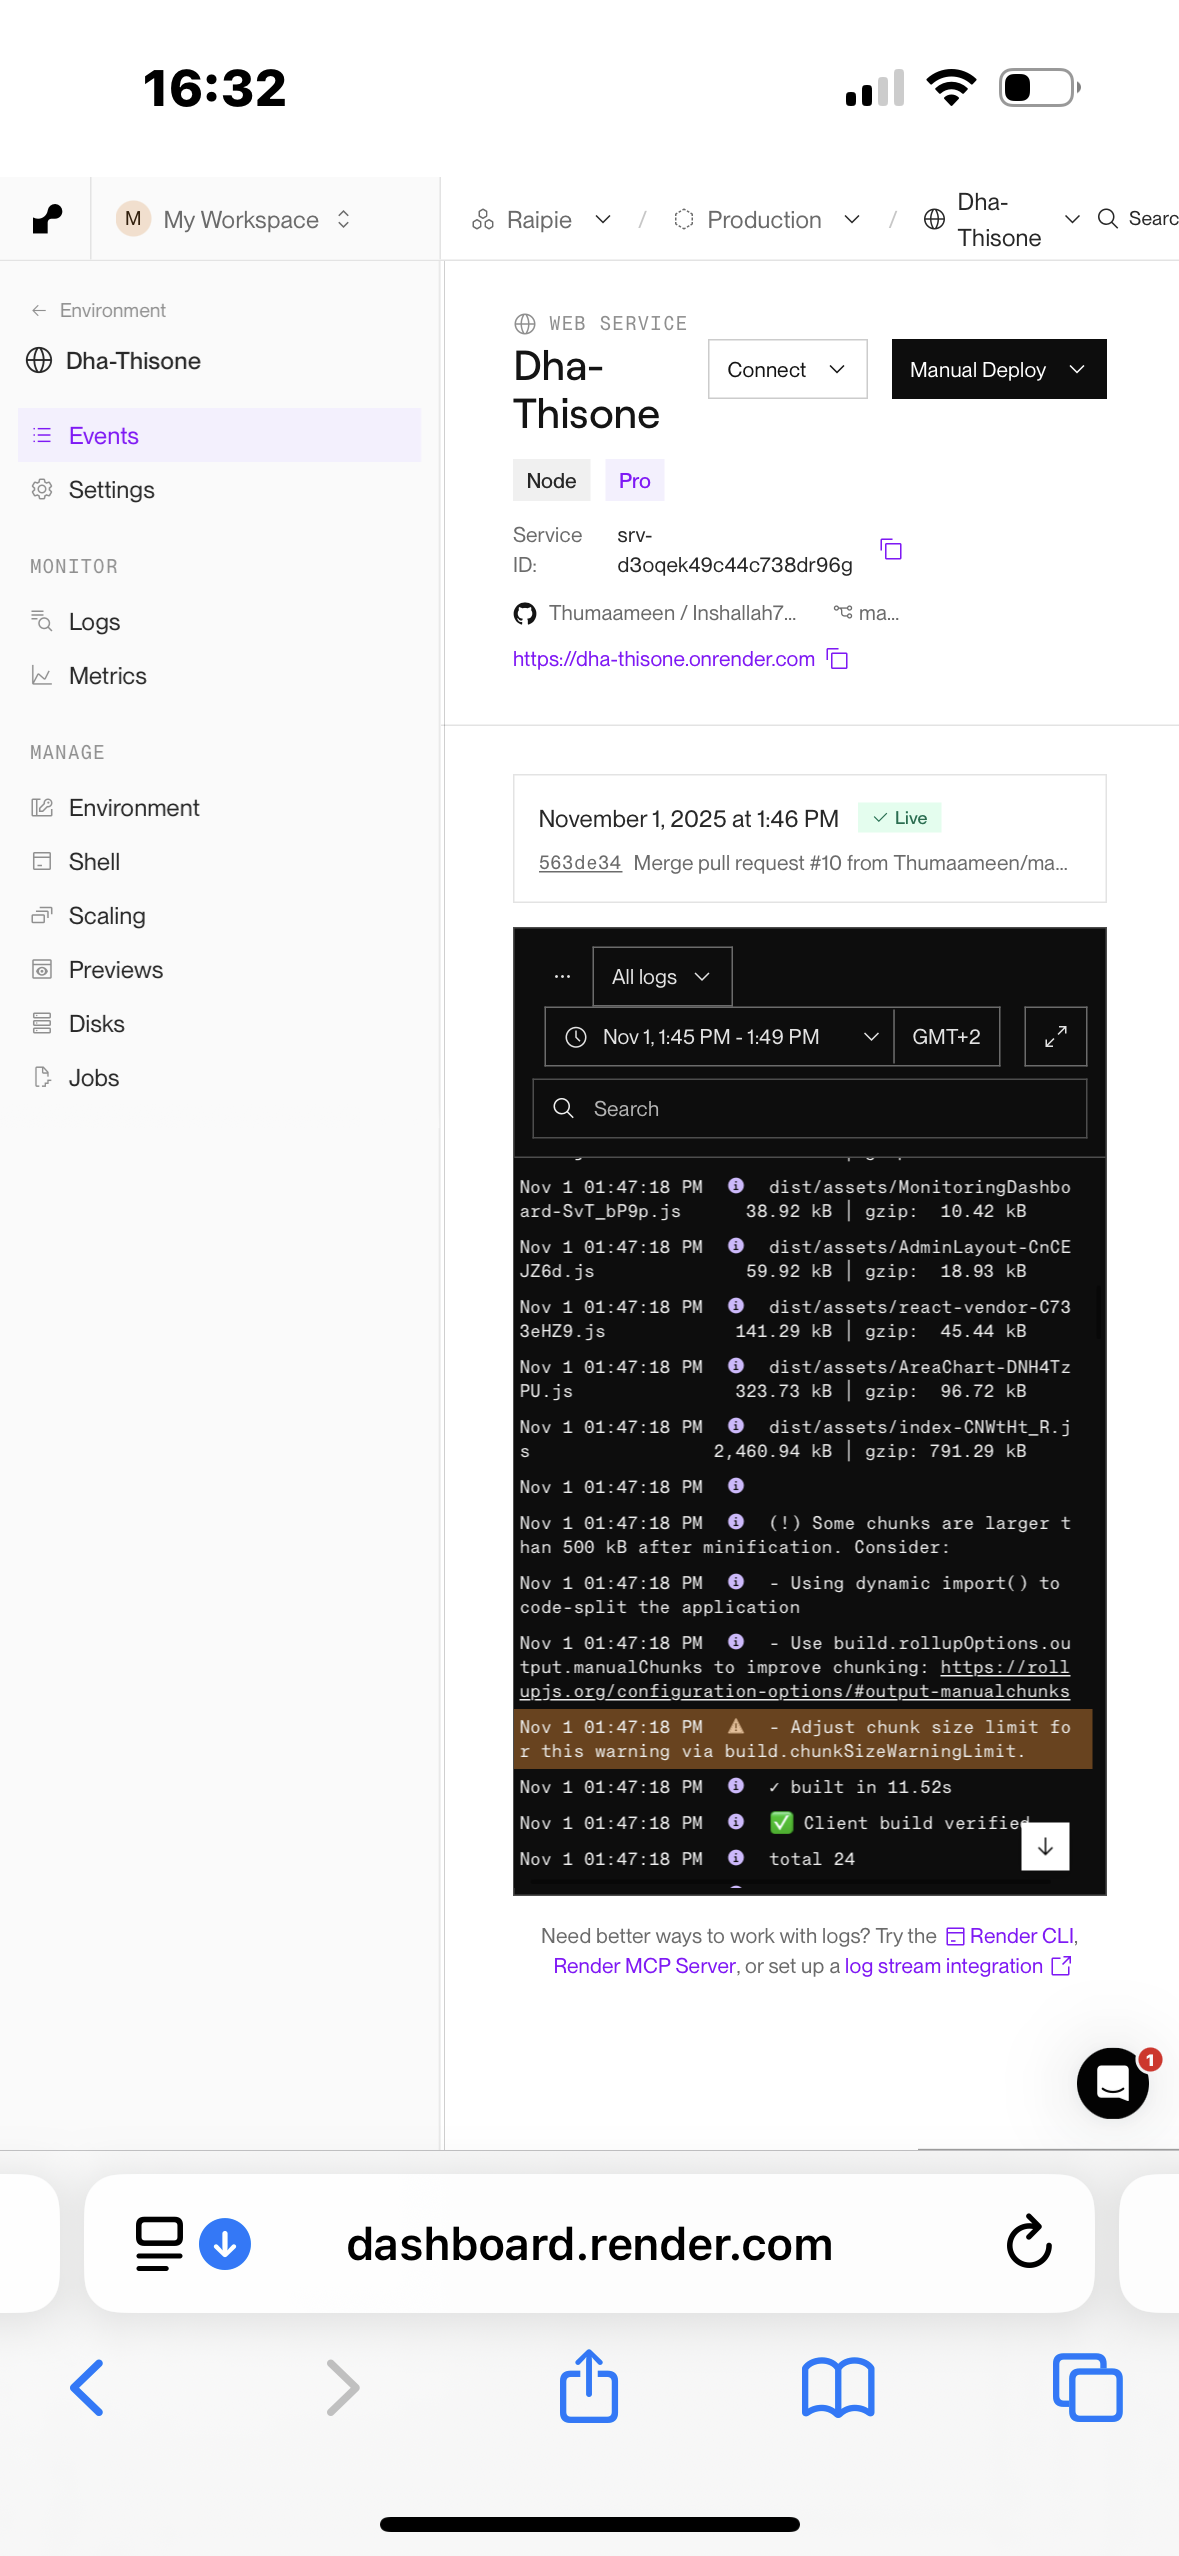 16:32
M My Workspace
Raipie / Production / Dha-Thisone
Searc
Environment
Dha-Thisone
Events
Settings
MONITOR
Logs
Metrics
MANAGE
Environment
Shell
Scaling
Previews
Disks
Jobs
WEB SERVICE
Dha-
Thisone
Connect
Manual Deploy
Node Pro
Service ID: srv-d3oqek49c44c738dr96g
Thumaameen / Inshallah7... ma...
https://dha-thisone.onrender.com
November 1, 2025 at 1:46 PM Live
563de34 Merge pull request #10 from Thumaameen/ma...
... All logs
Nov 1, 1:45 PM - 1:49 PM GMT+2
Search
Nov 1 01:47:18 PM dist/assets/MonitoringDashbo
ard-SvT_bP9p.js 38.92 kB │ gzip: 10.42 kB
Nov 1 01:47:18 PM dist/assets/AdminLayout-CnCE
JZ6d.js 59.92 kB │ gzip: 18.93 kB
Nov 1 01:47:18 PM dist/assets/react-vendor-C73
3eHZ9.js 141.29 kB │ gzip: 45.44 kB
Nov 1 01:47:18 PM dist/assets/AreaChart-DNH4Tz
PU.js 323.73 kB │ gzip: 96.72 kB
Nov 1 01:47:18 PM dist/assets/index-CNWtHt_R.j
s 2,460.94 kB │ gzip: 791.29 kB
Nov 1 01:47:18 PM
Nov 1 01:47:18 PM (!) Some chunks are larger t
han 500 kB after minification. Consider:
Nov 1 01:47:18 PM - Using dynamic import() to
code-split the application
Nov 1 01:47:18 PM - Use build.rollupOptions.ou
tput.manualChunks to improve chunking: https://roll
upjs.org/configuration-options/#output-manualchunks
Nov 1 01:47:18 PM - Adjust chunk size limit fo
r this warning via build.chunkSizeWarningLimit.
Nov 1 01:47:18 PM ✓ built in 11.52s
Nov 1 01:47:18 PM ✅ Client build verified
Nov 1 01:47:18 PM total 24
Need better ways to work with logs? Try the Render CLI,
Render MCP Server, or set up a log stream integration
1
dashboard.render.com